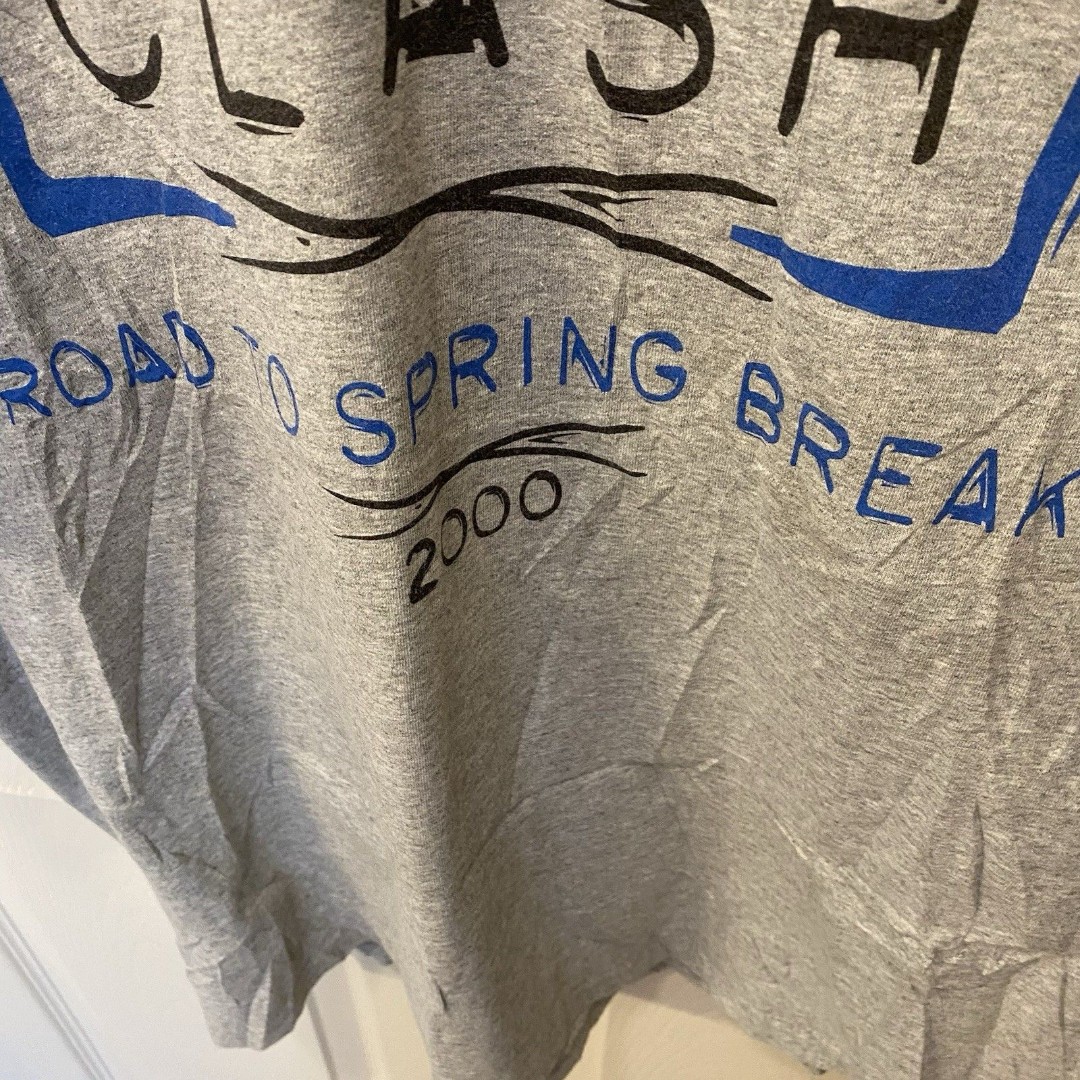 CLASH
ROAD TO SPRING BREAK
2000